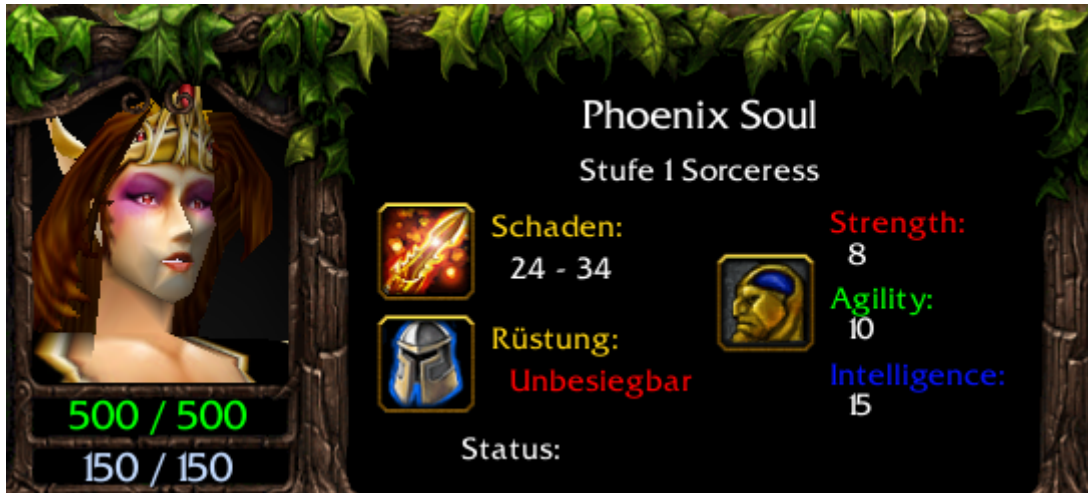 Phoenix Soul
Stufe 1 Sorceress
Schaden:
24 - 34
Rüstung:
Unbesiegbar
Strength:
8
Agility:
10
Intelligence:
15
500 / 500
150 / 150
Status: